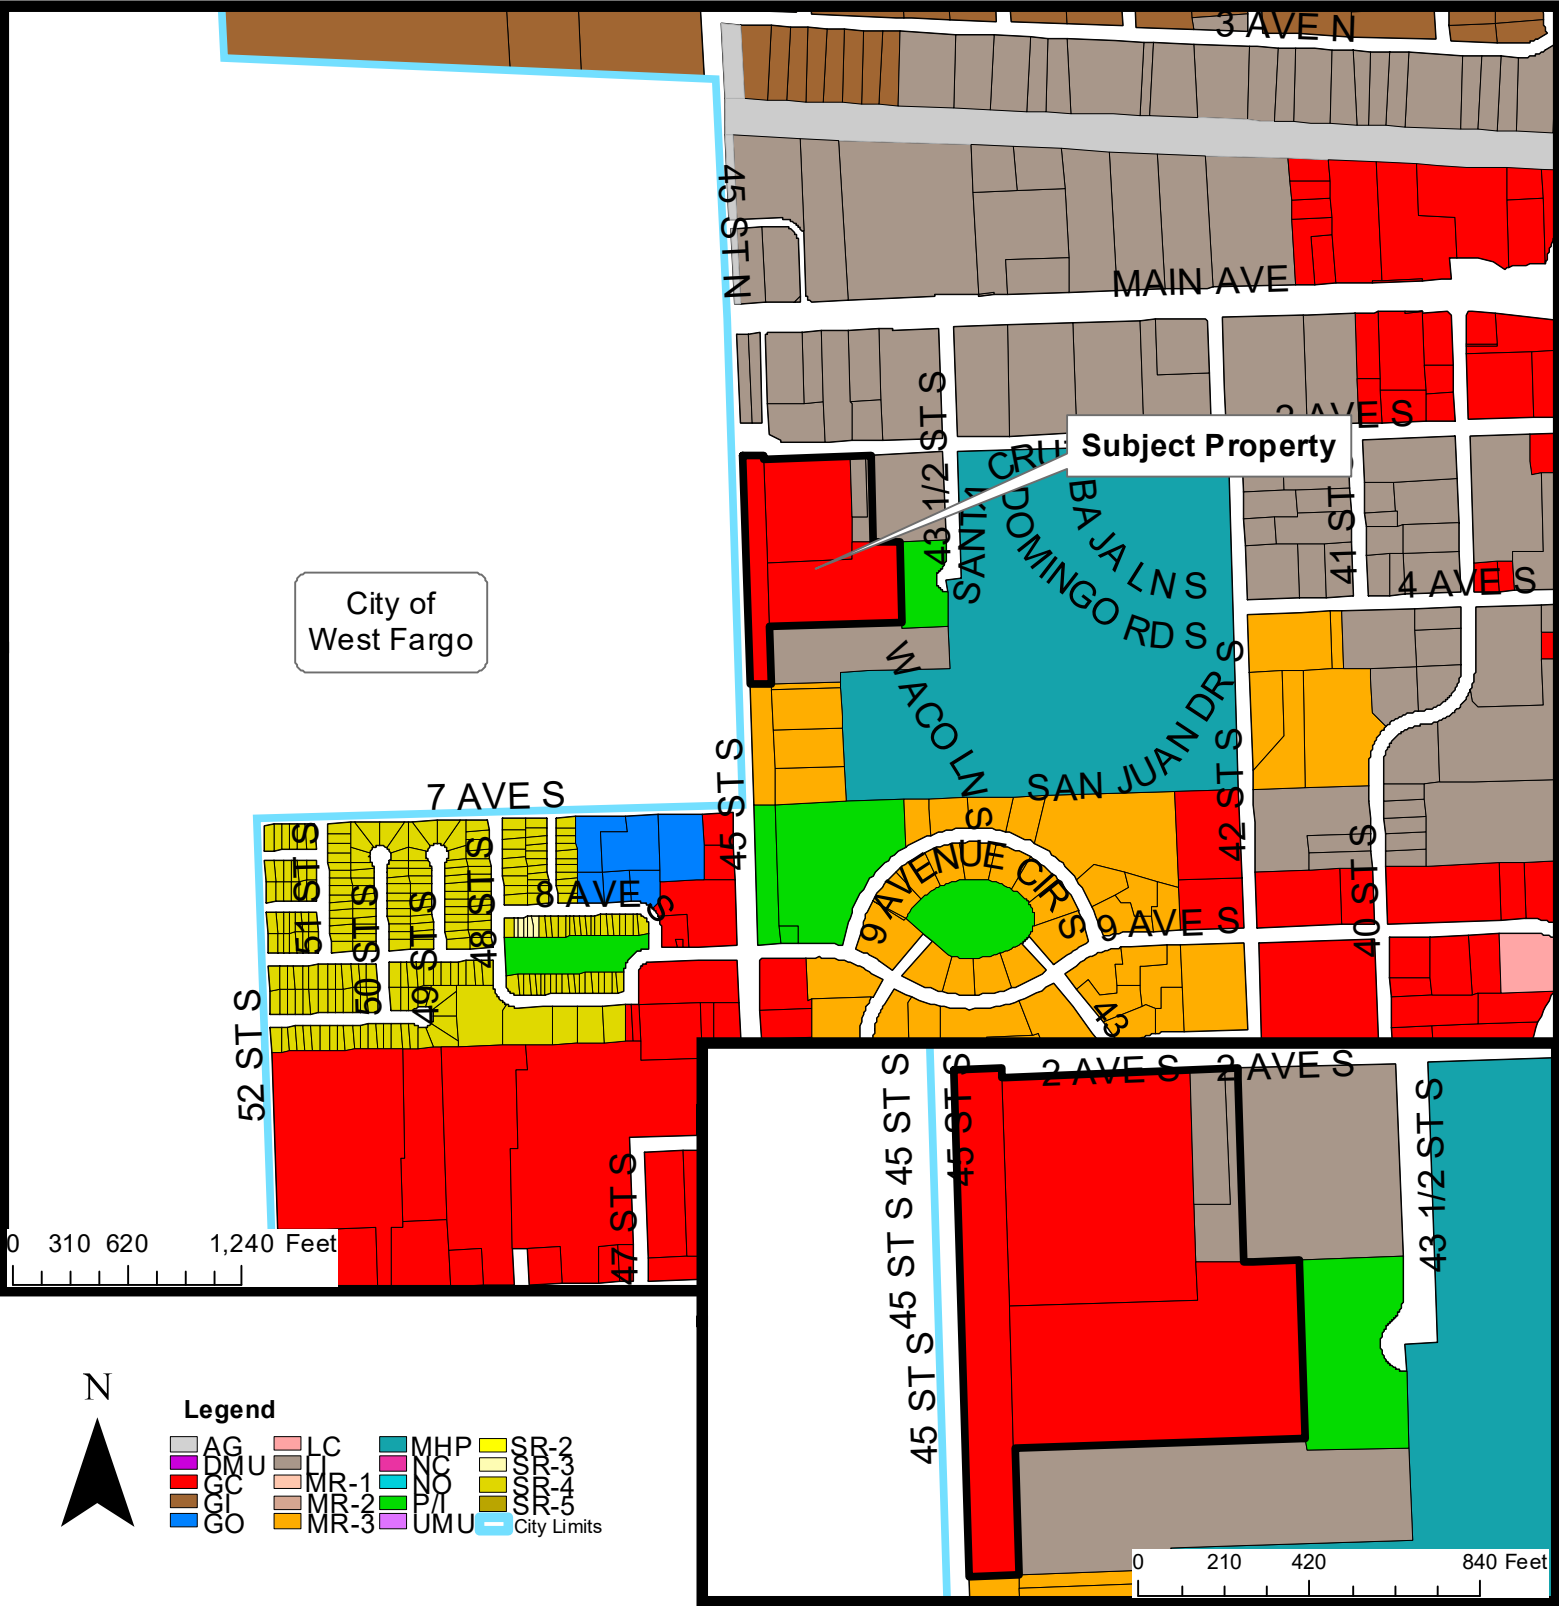 3 AVE N
45 ST N
MAIN AVE
AVE S
43 1/2 ST S
Subject Property
SANTA
CRU
DOMINGO RD S
BAJA LN S
41 ST S
4 AVE S
City of
West Fargo
WACO LN S
SAN JUAN DR S
42 ST S
45 ST S
7 AVE S
51 ST S
50 ST S
49 ST S
48 ST S
8 AVE S
9 AVENUE CIR S
9 AVE S
40 ST S
43
52 ST S
47 ST S
0 310 620 1,240 Feet
45 ST S
45 ST S
45 ST S
45 ST S
45 ST S
2 AVE S
2 AVE S
43 1/2 ST S
0 210 420 840 Feet
N
Legend
AG LC MHP SR-2
DMU LI NC SR-3
GC MR-1 NO SR-4
GI MR-2 P/I SR-5
GO MR-3 UMU City Limits